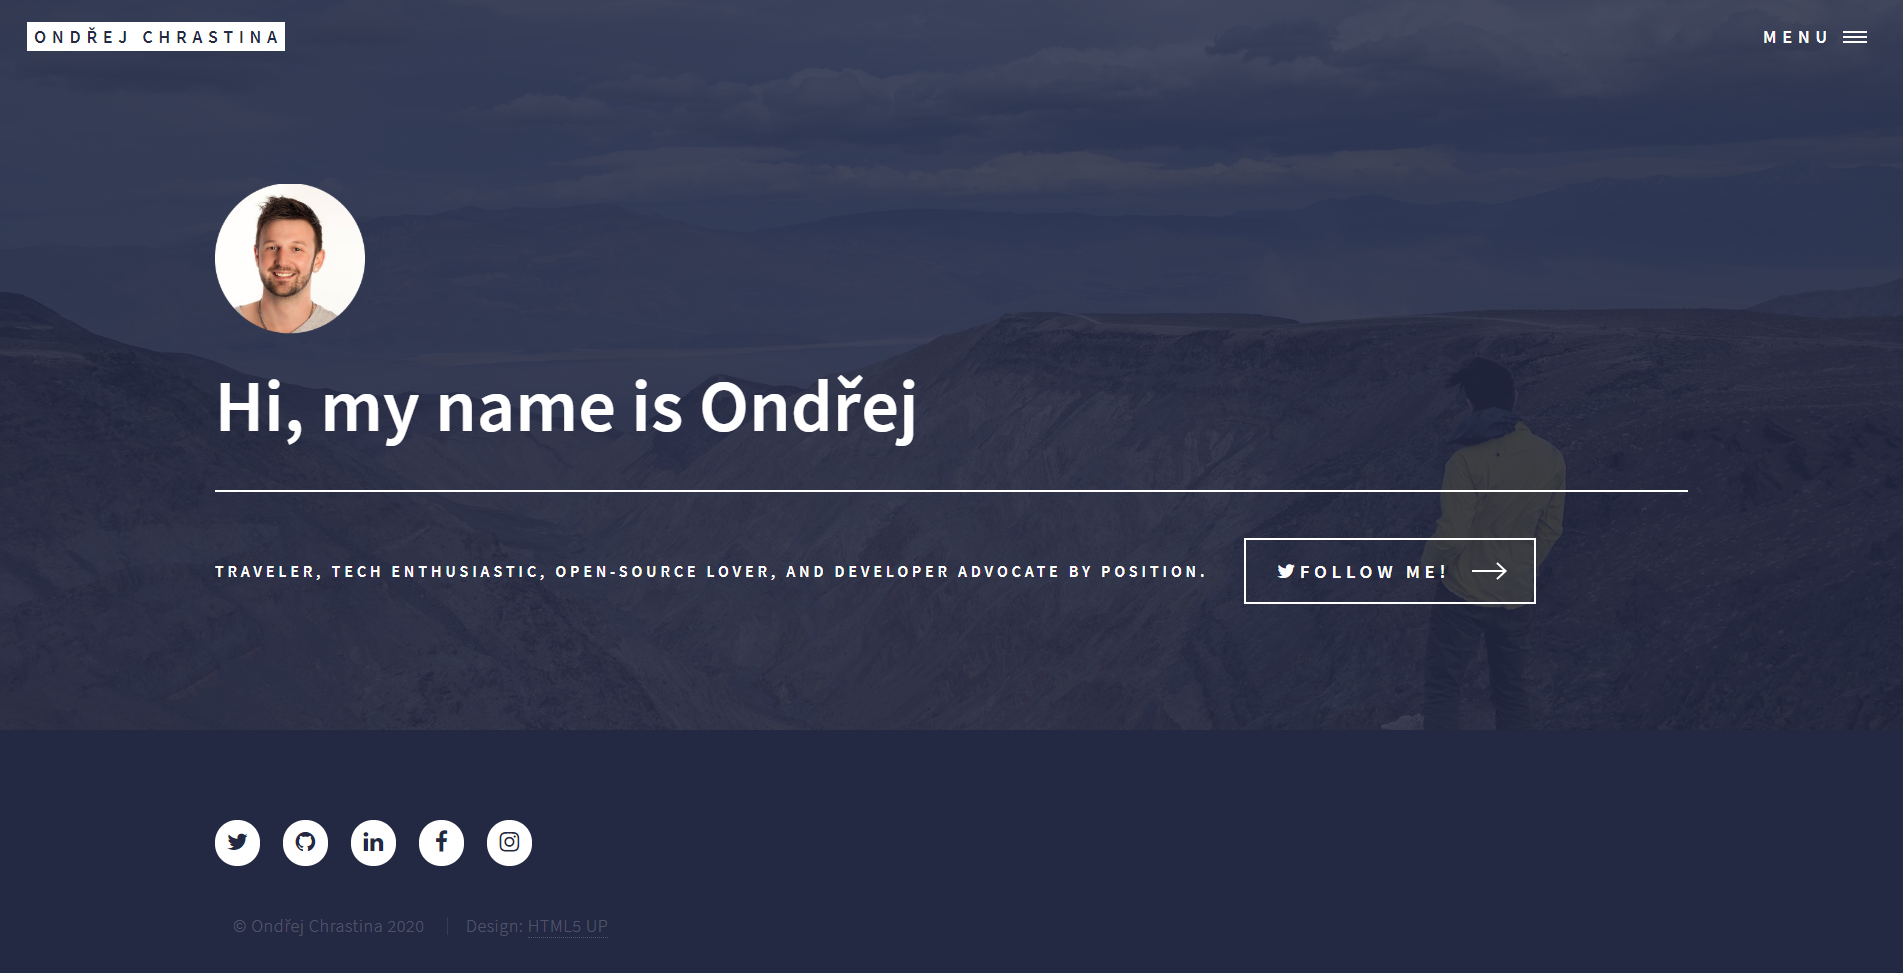 ONDŘEJ CHRASTINA
MENU
Hi, my name is Ondřej
TRAVELER, TECH ENTHUSIASTIC, OPEN-SOURCE LOVER, AND DEVELOPER ADVOCATE BY POSITION.
FOLLOW ME!
© Ondřej Chrastina 2020
Design: HTML5 UP